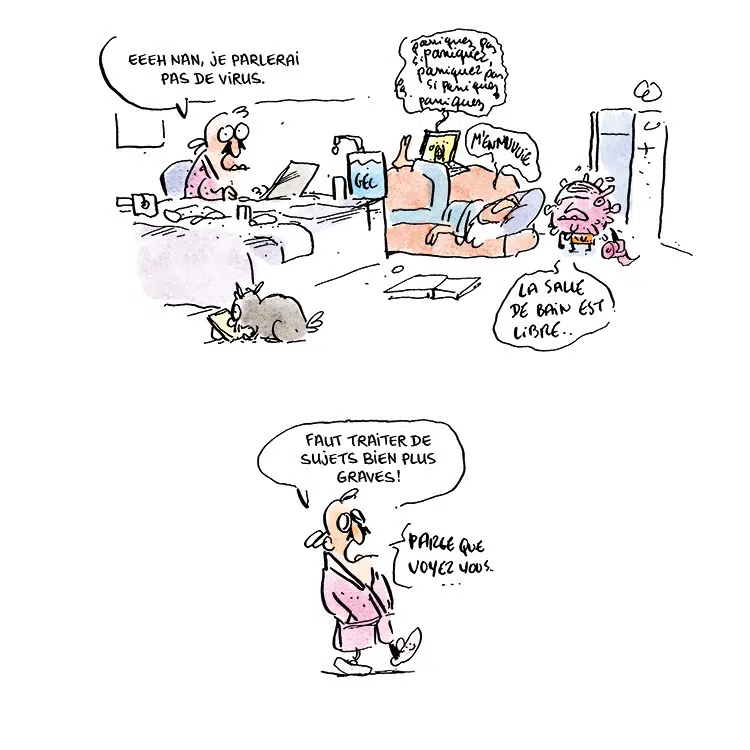 EEEH NAN, JE PARLERAI
PAS DE VIRUS.
paniquez pas
paniquez,
paniquez pas
si paniquez
paniquez
M'ENNUUUIE
GEL
LA SALLE
DE BAIN EST
LIBRE..
FAUT TRAITER DE
SUJETS BIEN PLUS
GRAVES!
PARCE QUE
VOYEZ VOUS..
...